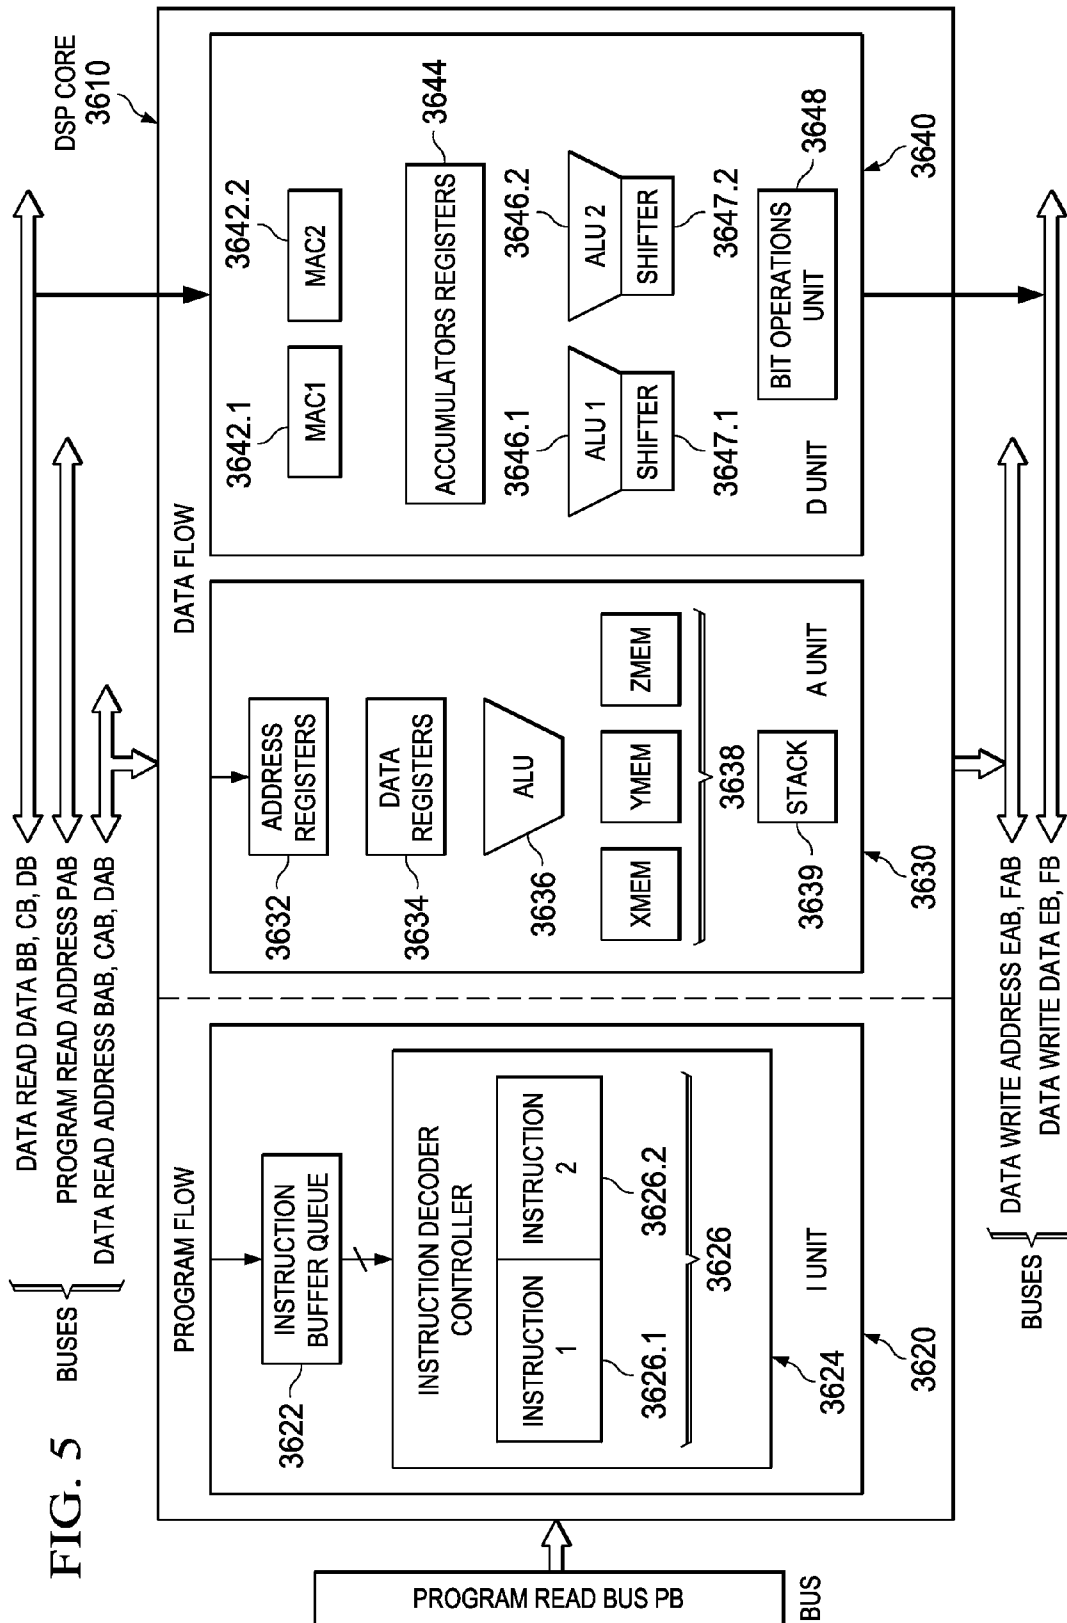 FIG. 5
BUSES
DATA READ DATA BB, CB, DB
PROGRAM READ ADDRESS PAB
DATA READ ADDRESS BAB, CAB, DAB
DSP CORE
3610
PROGRAM READ BUS PB
BUS
PROGRAM FLOW
3622
INSTRUCTION
BUFFER QUEUE
INSTRUCTION DECODER
CONTROLLER
INSTRUCTION
1
INSTRUCTION
2
3626.1
3626.2
3626
3624
I UNIT
3620
DATA FLOW
3632
ADDRESS
REGISTERS
3634
DATA
REGISTERS
3636
ALU
XMEM
YMEM
ZMEM
3638
3639
STACK
A UNIT
3630
3642.1
MAC1
3642.2
MAC2
ACCUMULATORS REGISTERS
3644
3646.1
ALU 1
SHIFTER
3647.1
3646.2
ALU 2
SHIFTER
3647.2
BIT OPERATIONS
UNIT
3648
D UNIT
3640
BUSES
DATA WRITE ADDRESS EAB, FAB
DATA WRITE DATA EB, FB